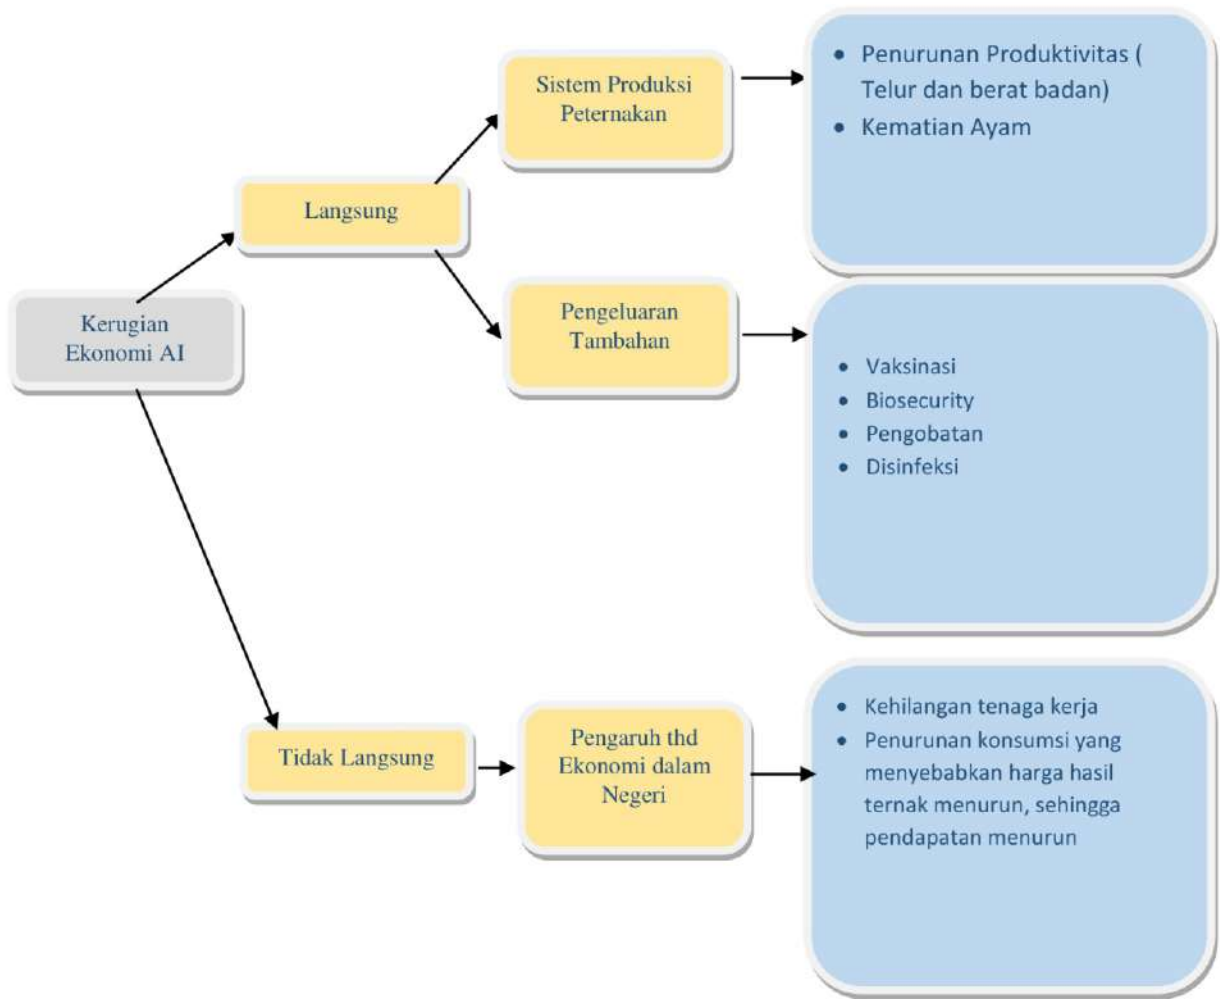 Kerugian
Ekonomi AI
Langsung
Sistem Produksi
Peternakan
• Penurunan Produktivitas (
Telur dan berat badan)
• Kematian Ayam
Pengeluaran
Tambahan
• Vaksinasi
• Biosecurity
• Pengobatan
• Disinfeksi
Tidak Langsung
Pengaruh thd
Ekonomi dalam
Negeri
• Kehilangan tenaga kerja
• Penurunan konsumsi yang
menyebabkan harga hasil
ternak menurun, sehingga
pendapatan menurun